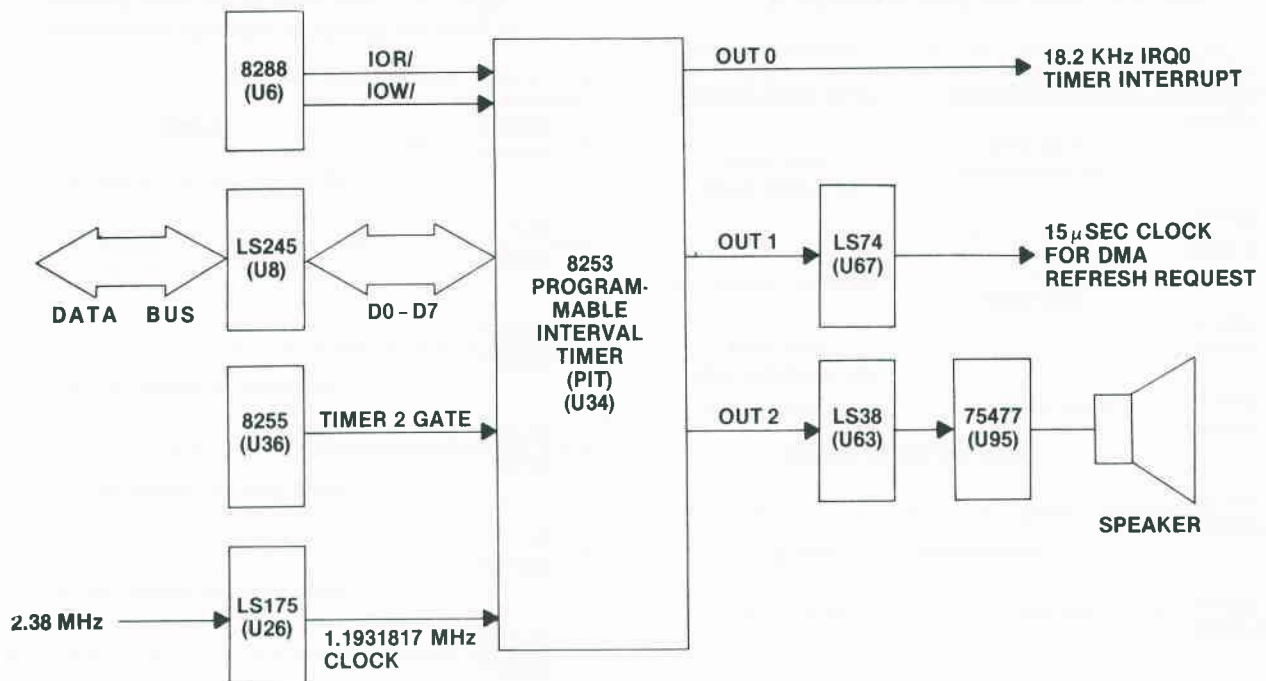 8288
(U6)
IOR/
IOW/
OUT 0
18.2 KHz IRQ0
TIMER INTERRUPT
LS245
(U8)
DATA BUS
D0 – D7
8253
PROGRAM-
MABLE
INTERVAL
TIMER
(PIT)
(U34)
OUT 1
LS74
(U67)
15 μ SEC CLOCK
FOR DMA
REFRESH REQUEST
8255
(U36)
TIMER 2 GATE
OUT 2
LS38
(U63)
75477
(U95)
SPEAKER
2.38 MHz
LS175
(U26)
1.1931817 MHz
CLOCK